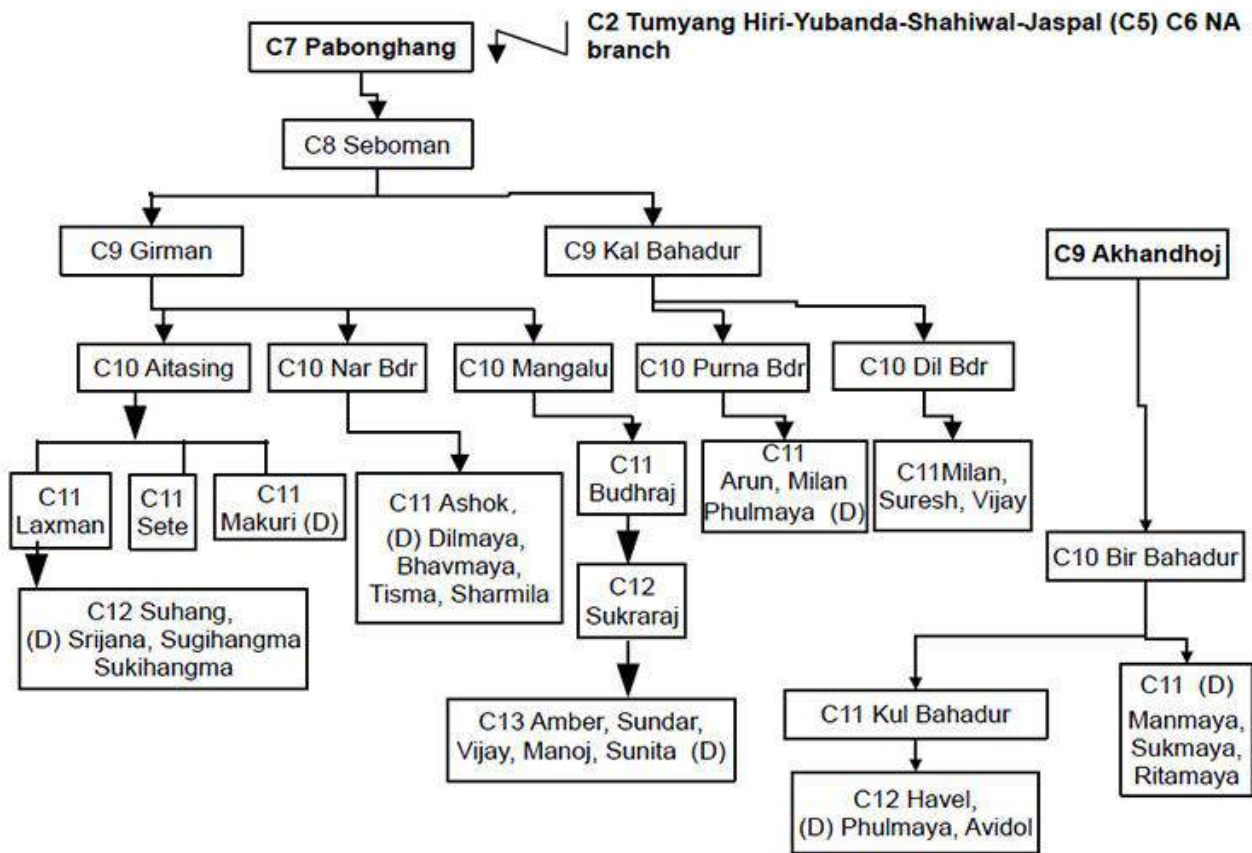 C2 Tumyang Hiri-Yubanda-Shahiwal-Jaspal (C5) C6 NA
branch
C7 Pabonghang
C8 Seboman
C9 Girman
C9 Kal Bahadur
C9 Akhandhoj
C10 Aitasing
C10 Nar Bdr
C10 Mangalu
C10 Purna Bdr
C10 Dil Bdr
C11
Laxman
C11
Sete
C11
Makuri (D)
C11 Ashok,
(D) Dilmaya,
Bhavmaya,
Tisma, Sharmila
C11
Budhraj
C11
Arun, Milan
Phulmaya (D)
C11Milan,
Suresh, Vijay
C10 Bir Bahadur
C12 Suhang,
(D) Srijana, Sugihangma
Sukihangma
C12
Sukraraj
C13 Amber, Sundar,
Vijay, Manoj, Sunita (D)
C11 Kul Bahadur
C11 (D)
Manmaya,
Sukmaya,
Ritamaya
C12 Havel,
(D) Phulmaya, Avidol